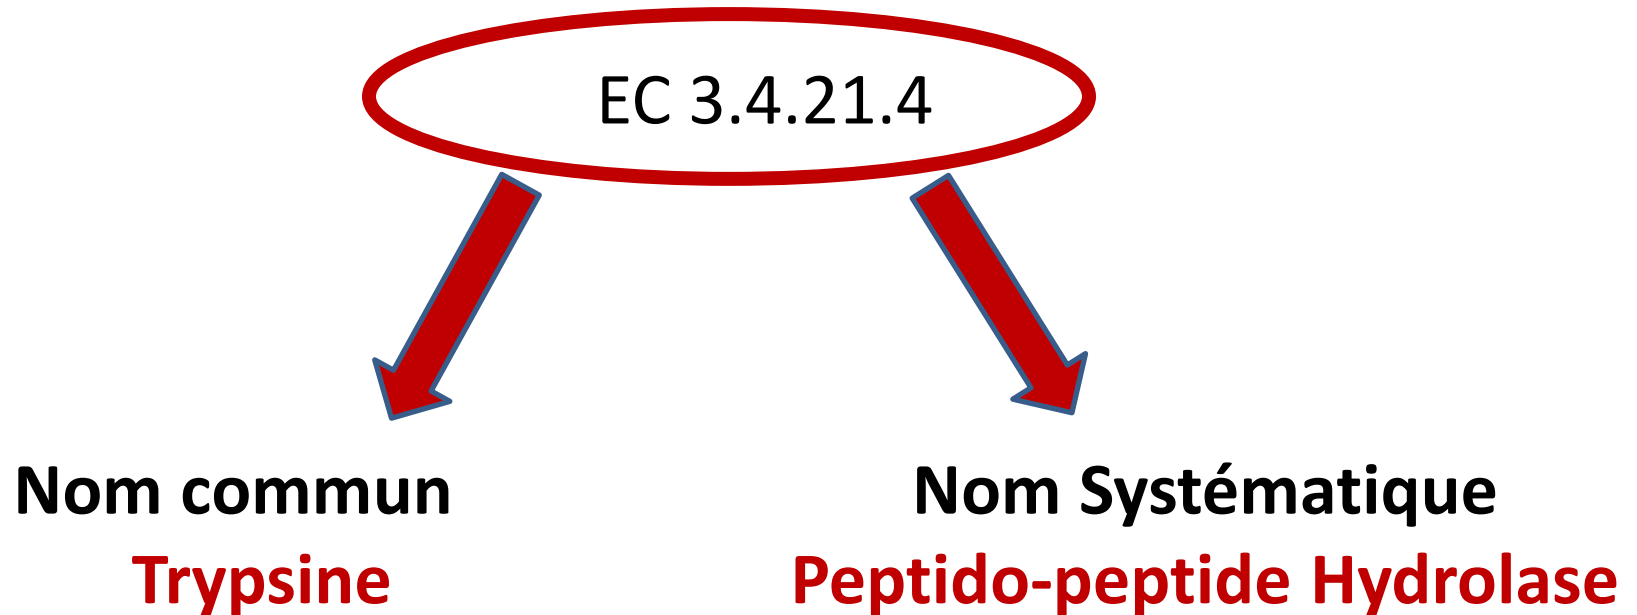 EC 3.4.21.4
Nom commun
Trypsine
Nom Systématique
Peptido-peptide Hydrolase